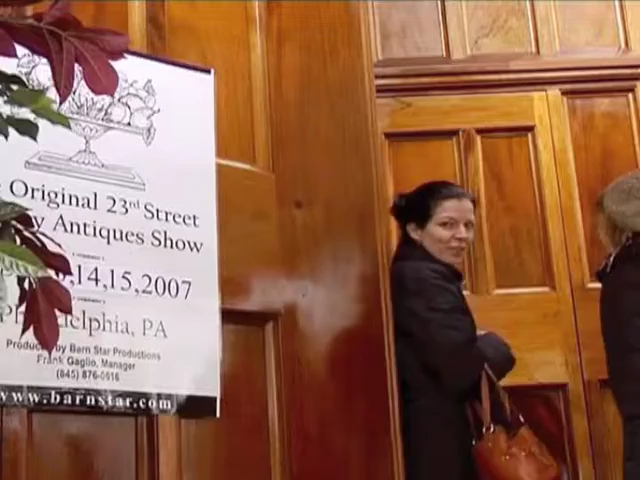 Original 23rd Street
Antiques Show
14,15,2007
Philadelphia, PA
Produced by Barn Star Productions
Frank Gaglio, Manager
(845) 876-0616
www.barnstar.com